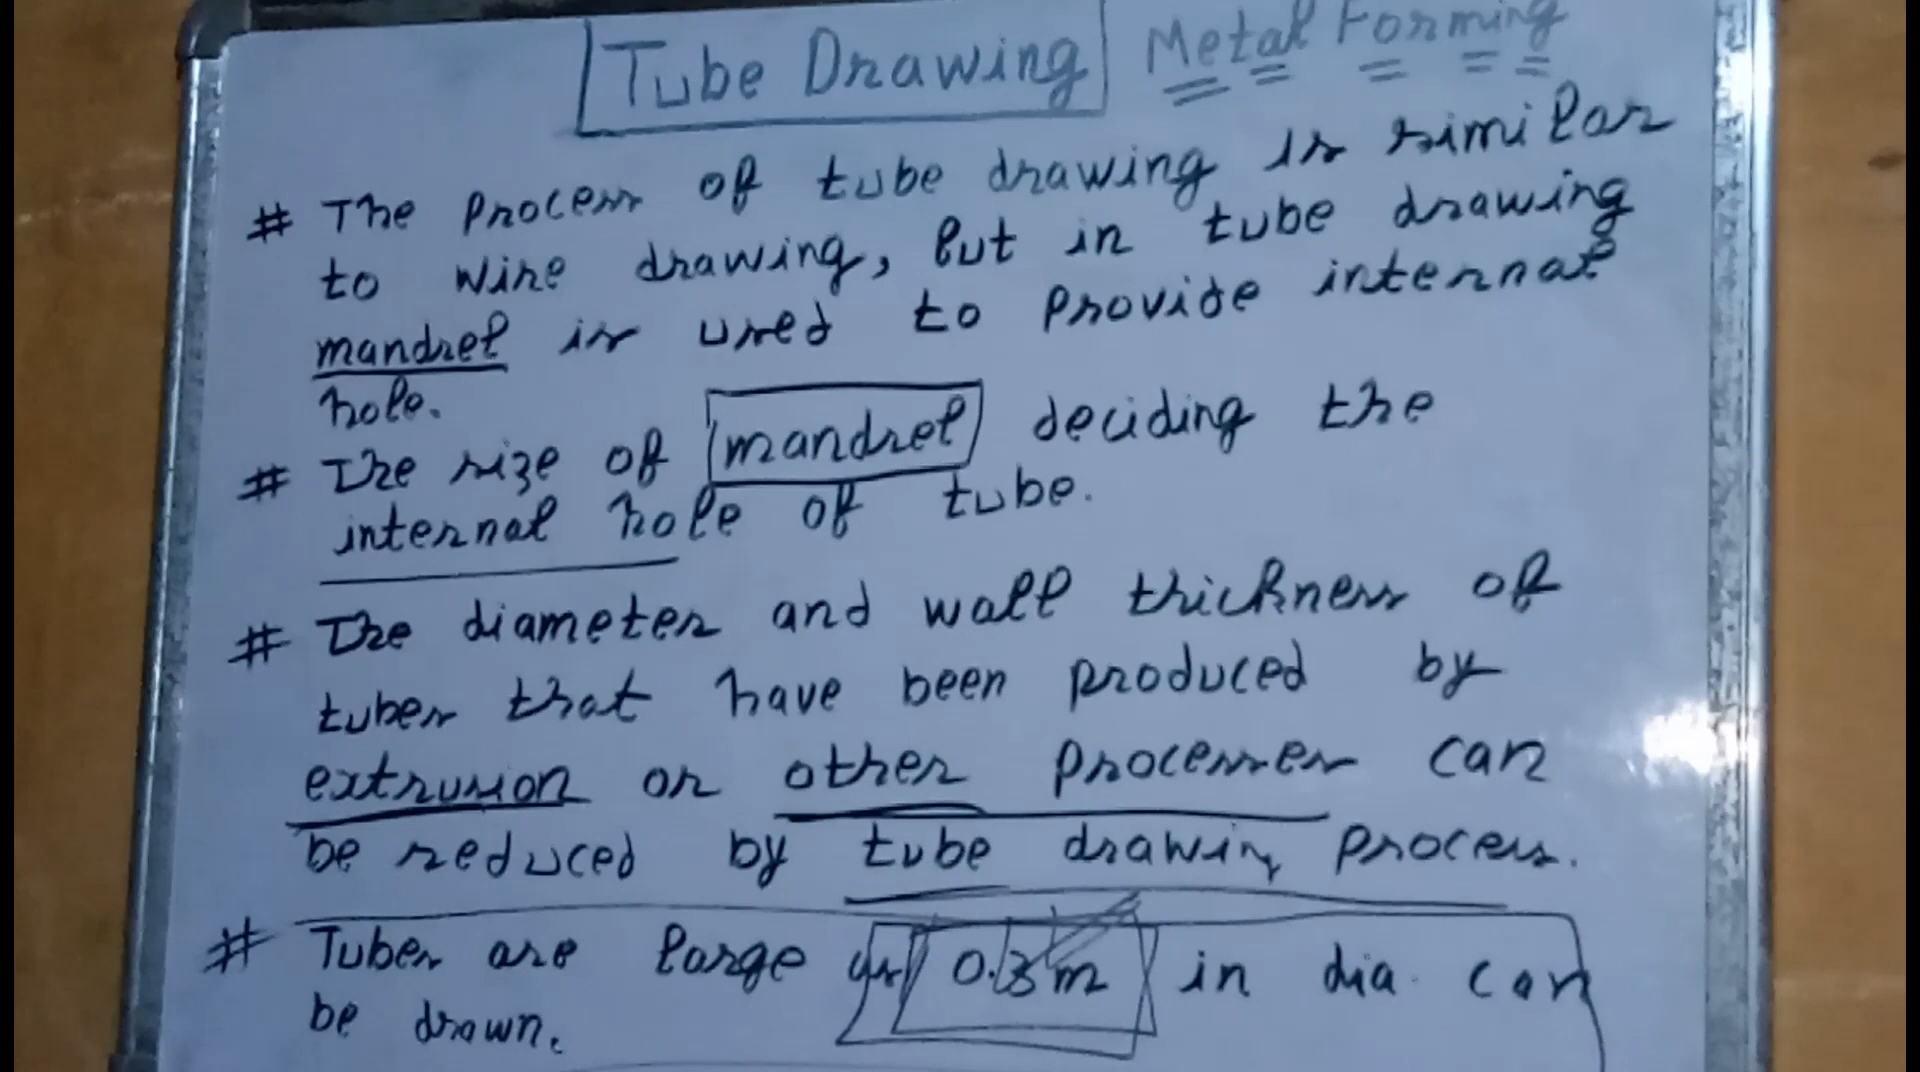 Tube Drawing Metal Forming
# The process of tube drawing is similar
to wire drawing, but in tube drawing
mandrel is used to provide internal
hole.
# The size of mandrel deciding the
internal hole of tube.
# The diameter and wall thickness of
tubes that have been produced by
extrusion or other processes can
be reduced by tube drawing process.
# Tubes are large as 0.3 m in dia. can
be drawn.